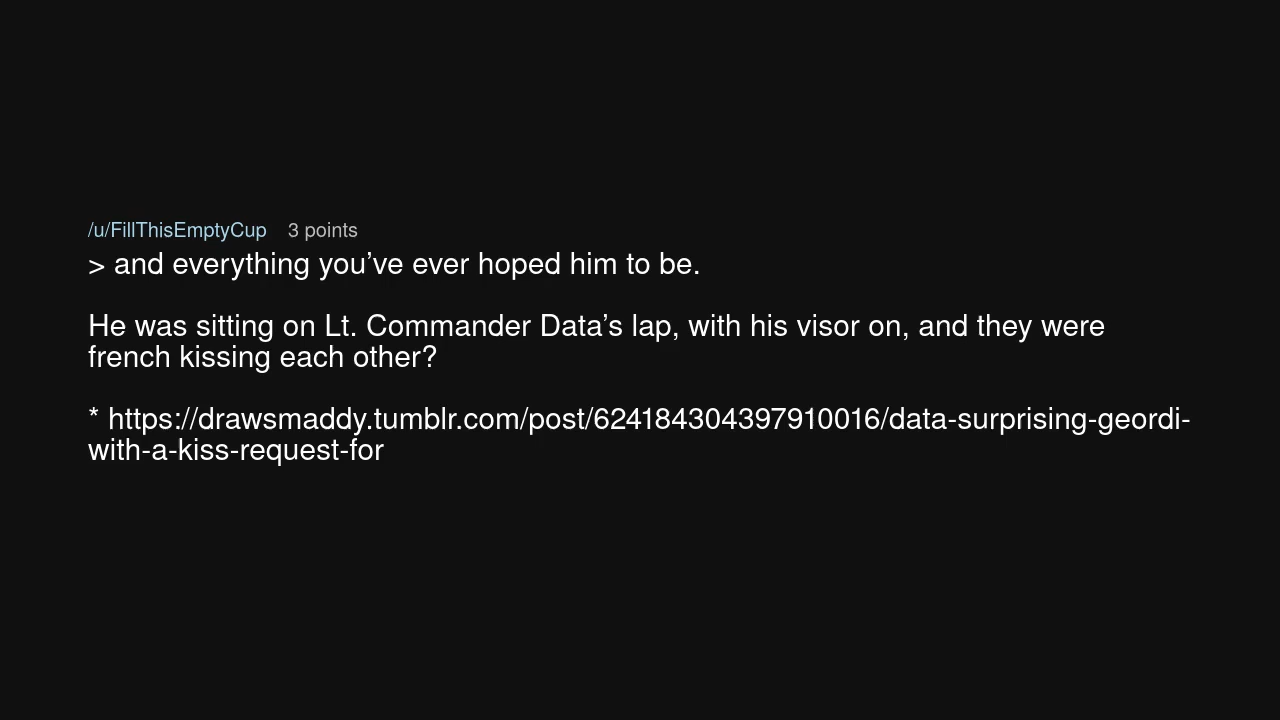 /u/FillThisEmptyCup 3 points
> and everything you’ve ever hoped him to be.
He was sitting on Lt. Commander Data’s lap, with his visor on, and they were
french kissing each other?
* https://drawsmaddy.tumblr.com/post/624184304397910016/data-surprising-geordi-
with-a-kiss-request-for